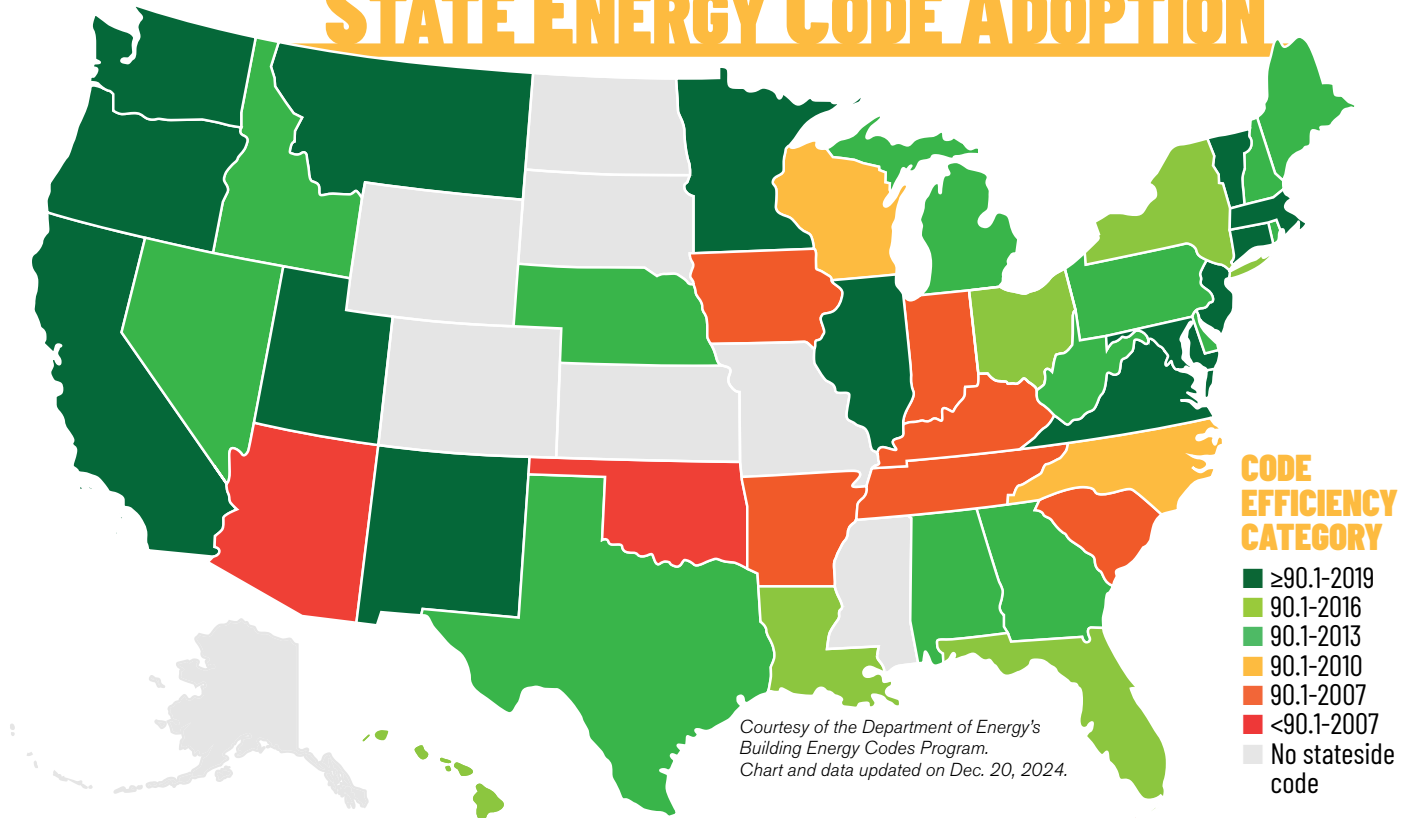 STATE ENERGY CODE ADOPTION
CODE
EFFICIENCY
CATEGORY
≥90.1-2019
90.1-2016
90.1-2013
90.1-2010
90.1-2007
<90.1-2007
No stateside
code
Courtesy of the Department of Energy's
Building Energy Codes Program.
Chart and data updated on Dec. 20, 2024.